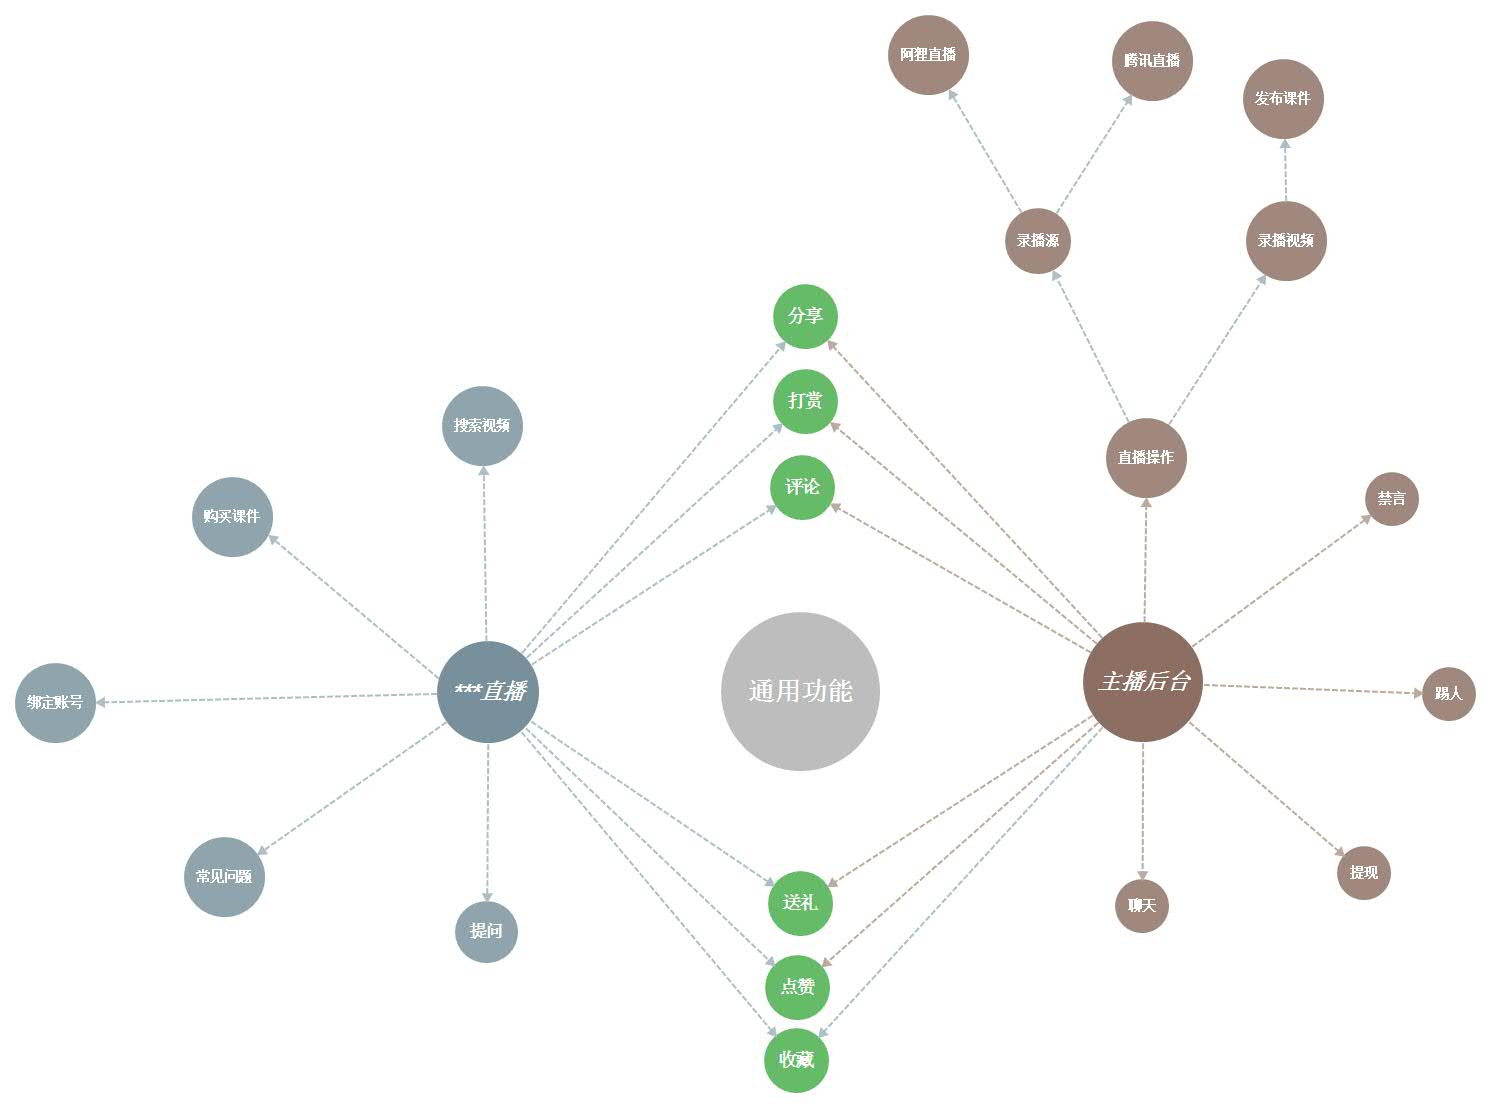 阿狸直播
腾讯直播
发布课件
录播源
录播视频
分享
打赏
搜索视频
直播操作
评论
禁言
购买课件
***直播
通用功能
主播后台
踢人
绑定账号
常见问题
提现
送礼
聊天
提问
点赞
收藏